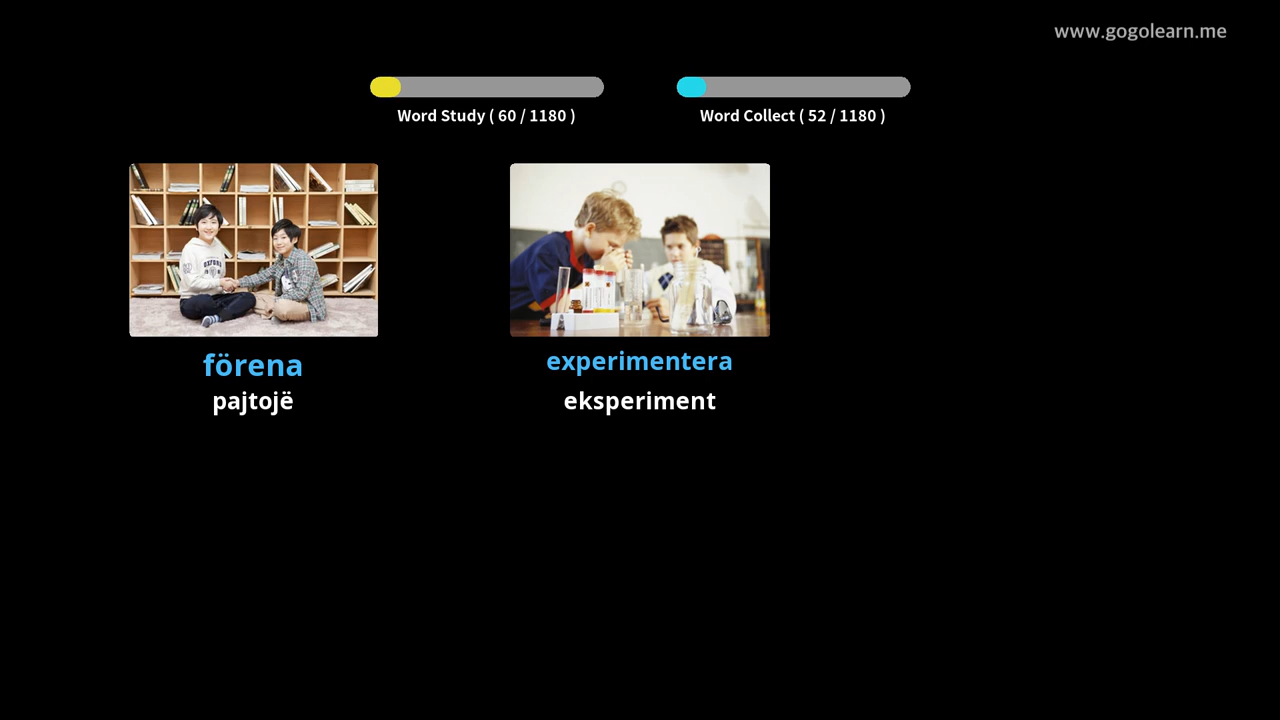 www.gogolearn.me
Word Study ( 60 / 1180 )
Word Collect ( 52 / 1180 )
förena
pajtojë
experimentera
eksperiment